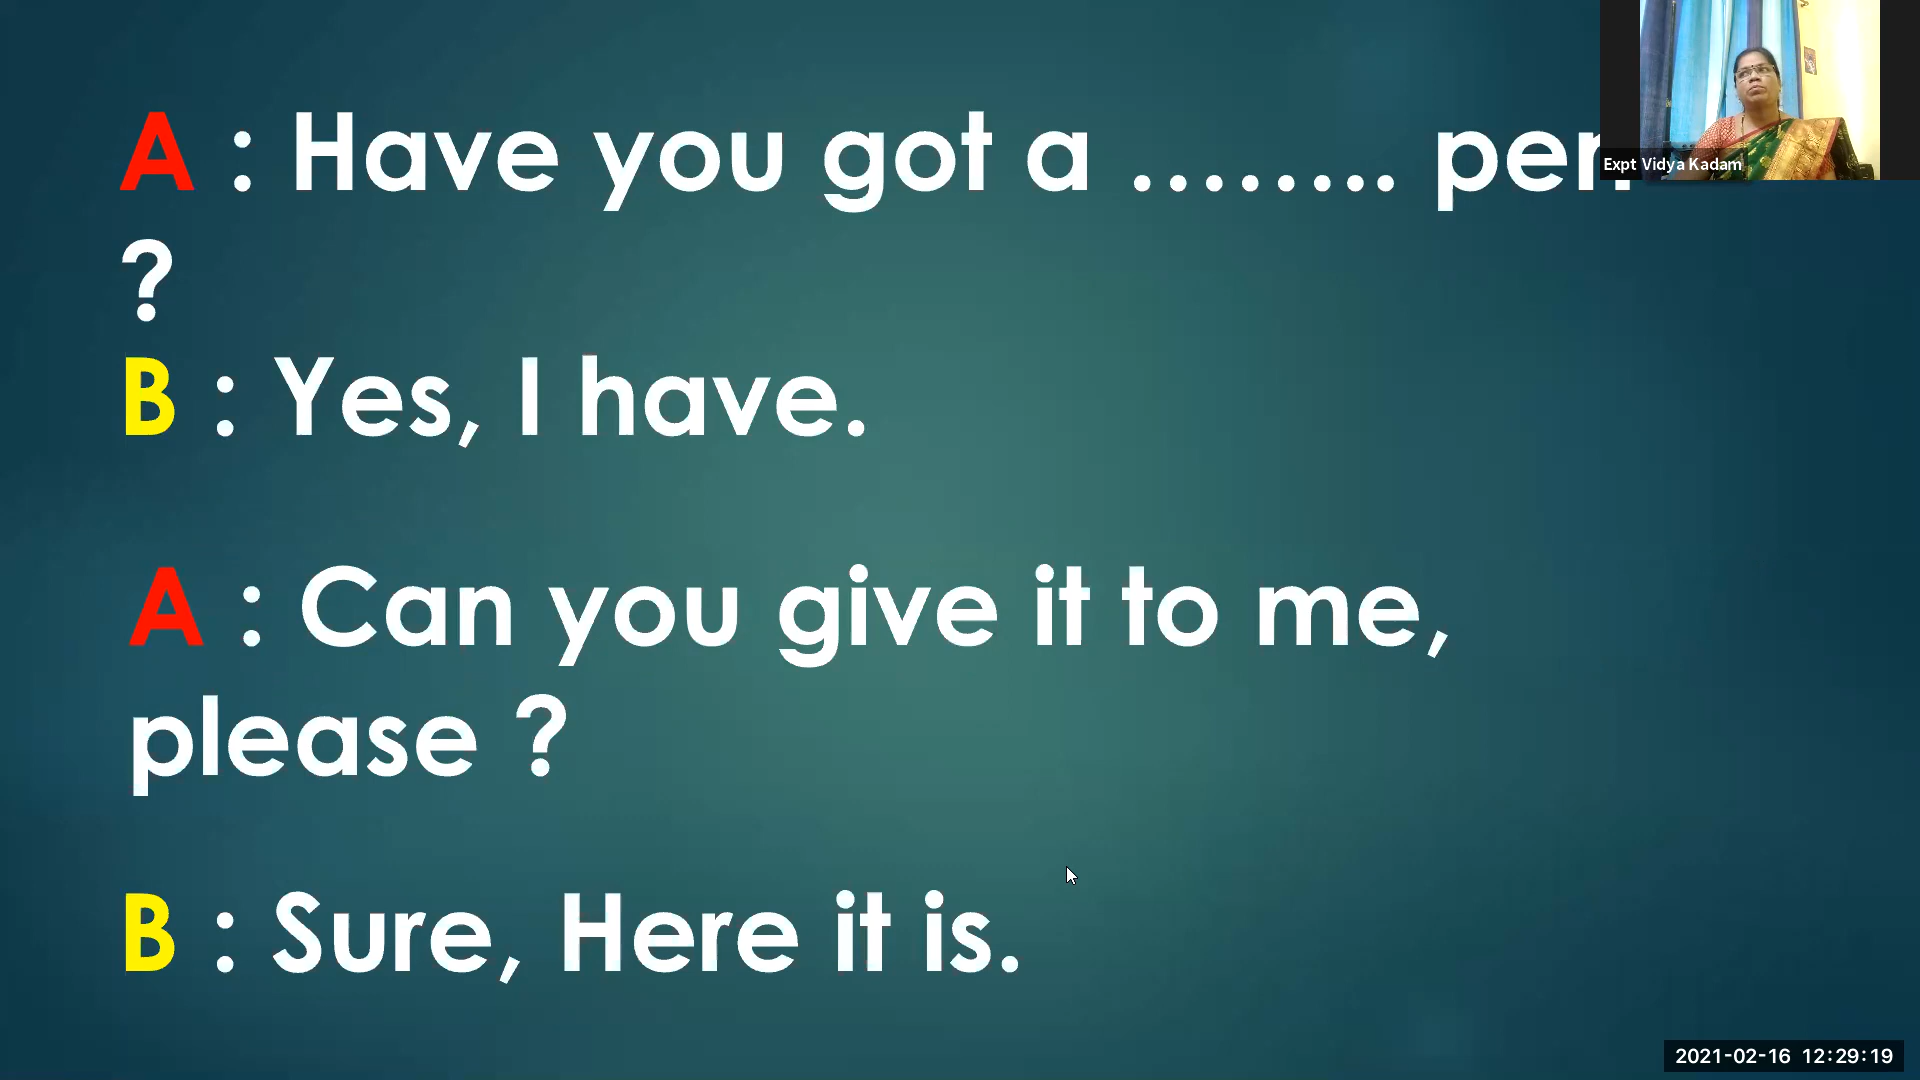 A : Have you got a ........ pen
?
B : Yes, I have.
A : Can you give it to me,
please ?
B : Sure, Here it is.
Expt Vidya Kadam
2021-02-16 12:29:19